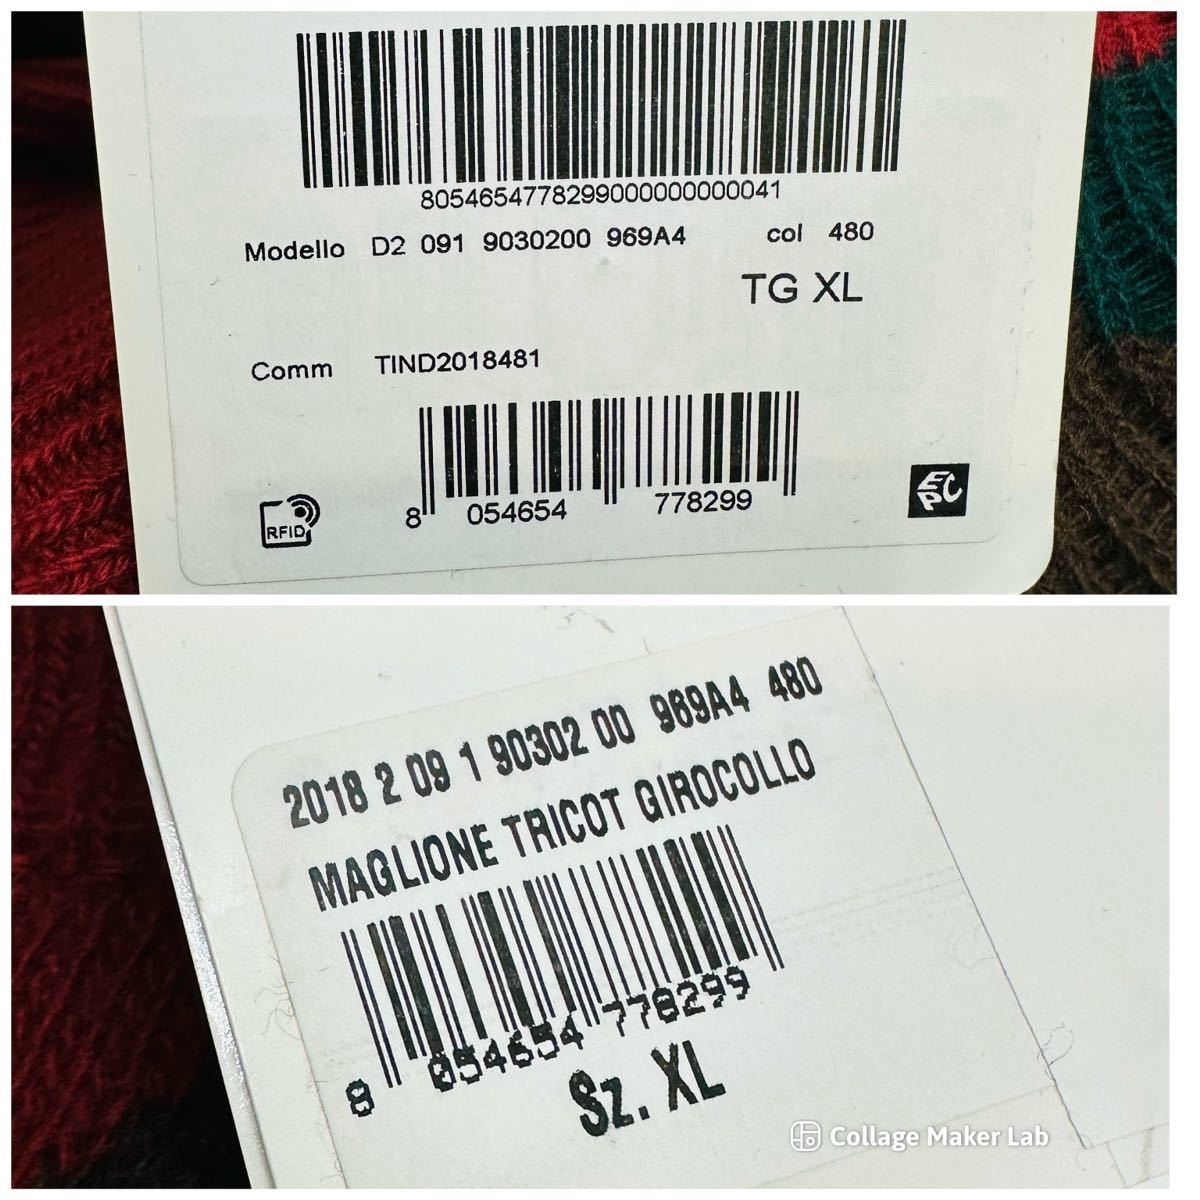 8054654778299000000000041
Modello D2 091 9030200 969A4 col 480
TG XL
Comm TIND2018481
8 054654 778299
RFID
EPC
2018 2 09 1 90302 00 969A4 480
MAGLIONE TRICOT GIROCOLLO
8 054654 778299
Sz. XL
Collage Maker Lab